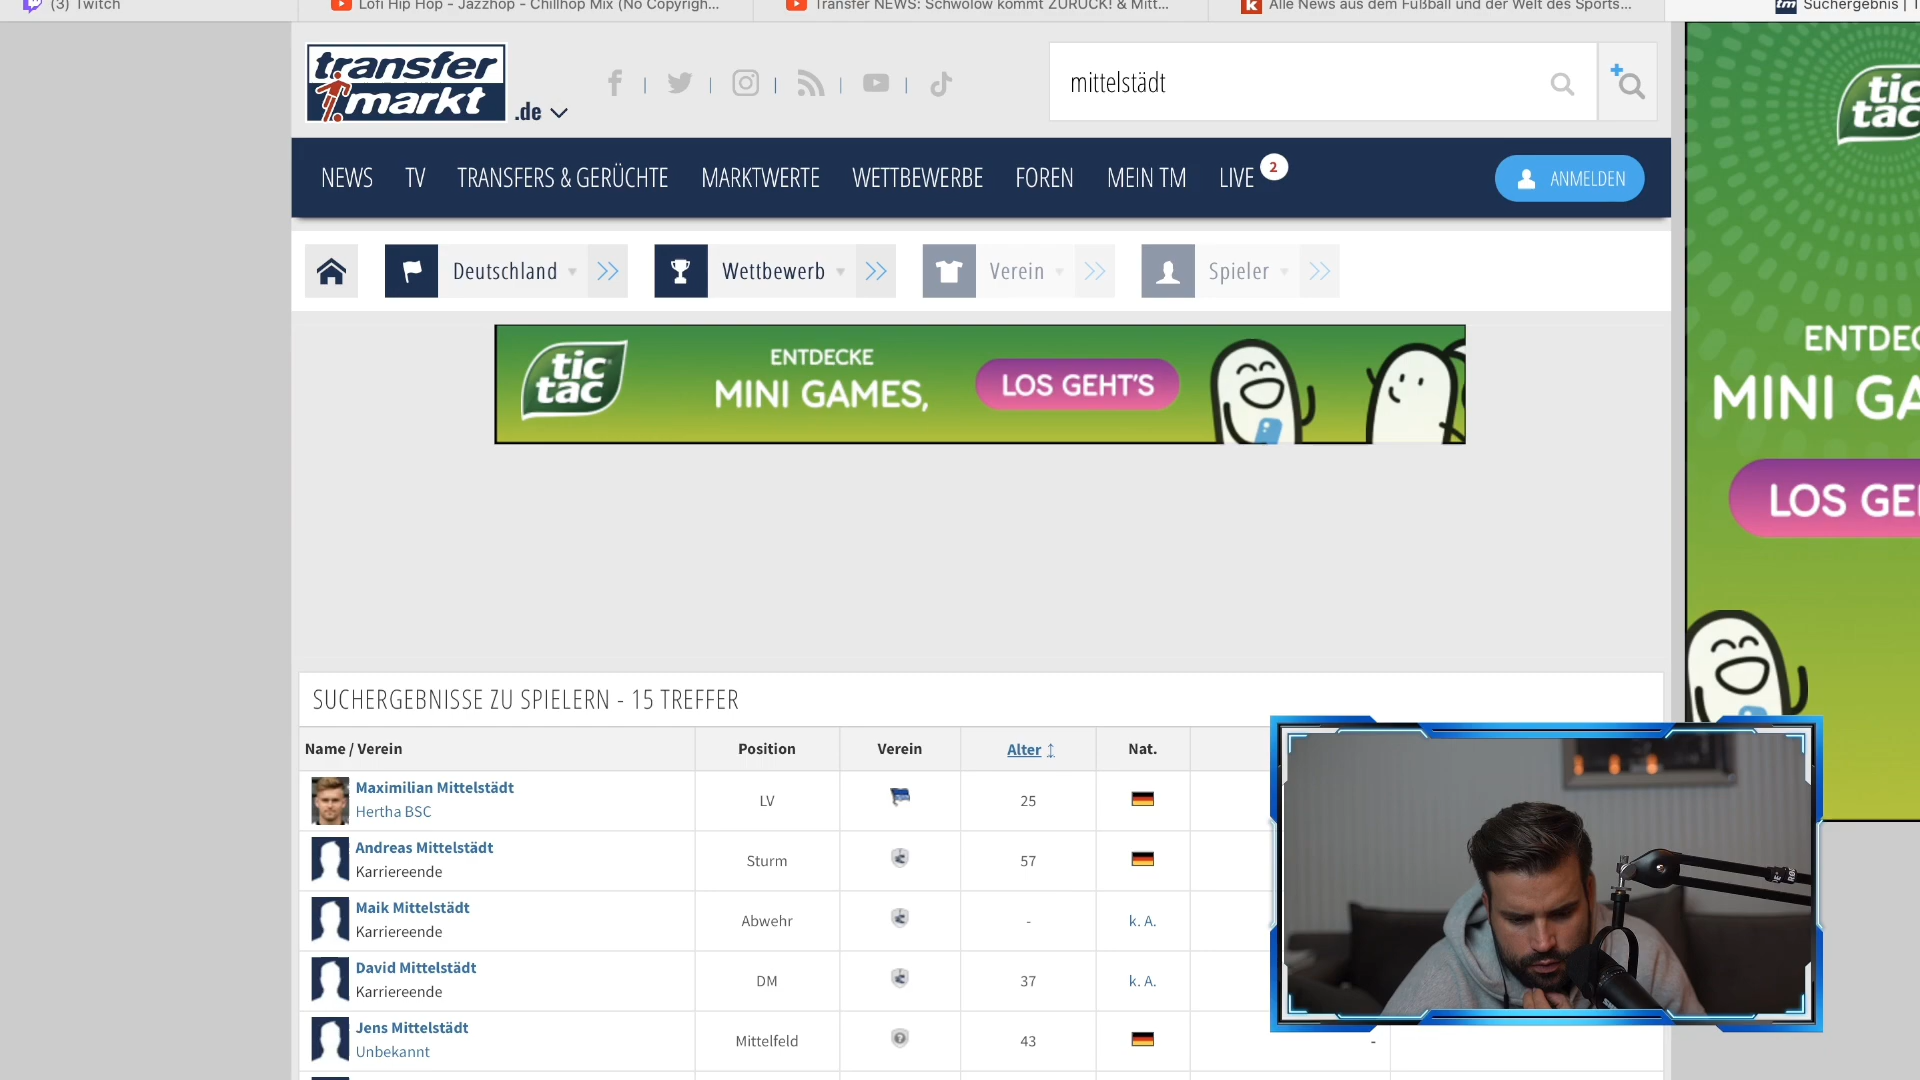 (3) Twitch
Lofi Hip Hop - Jazzhop - Chillhop Mix (No Copyrigh...
Transfer NEWS: Schwolow kommt ZURÜCK! & Mitt...
Alle News aus dem Fußball und der Welt des Sports...
tm Suchergebnis |
transfer
markt
.de
mittelstädt
NEWS TV TRANSFERS & GERÜCHTE MARKTWERTE WETTBEWERBE FOREN MEIN TM LIVE 2
ANMELDEN
Deutschland
Wettbewerb
Verein
Spieler
tic
tac
ENTDECKE
MINI GAMES,
LOS GEHT'S
tic
tac
ENTDEC
MINI GA
LOS GE
SUCHERGEBNISSE ZU SPIELERN - 15 TREFFER
Name / Verein Position Verein Alter Nat.
Maximilian Mittelstädt
Hertha BSC
LV 25
Andreas Mittelstädt
Karriereende
Sturm 57
Maik Mittelstädt
Karriereende
Abwehr - k. A.
David Mittelstädt
Karriereende
DM 37 k. A.
Jens Mittelstädt
Unbekannt
Mittelfeld 43 -